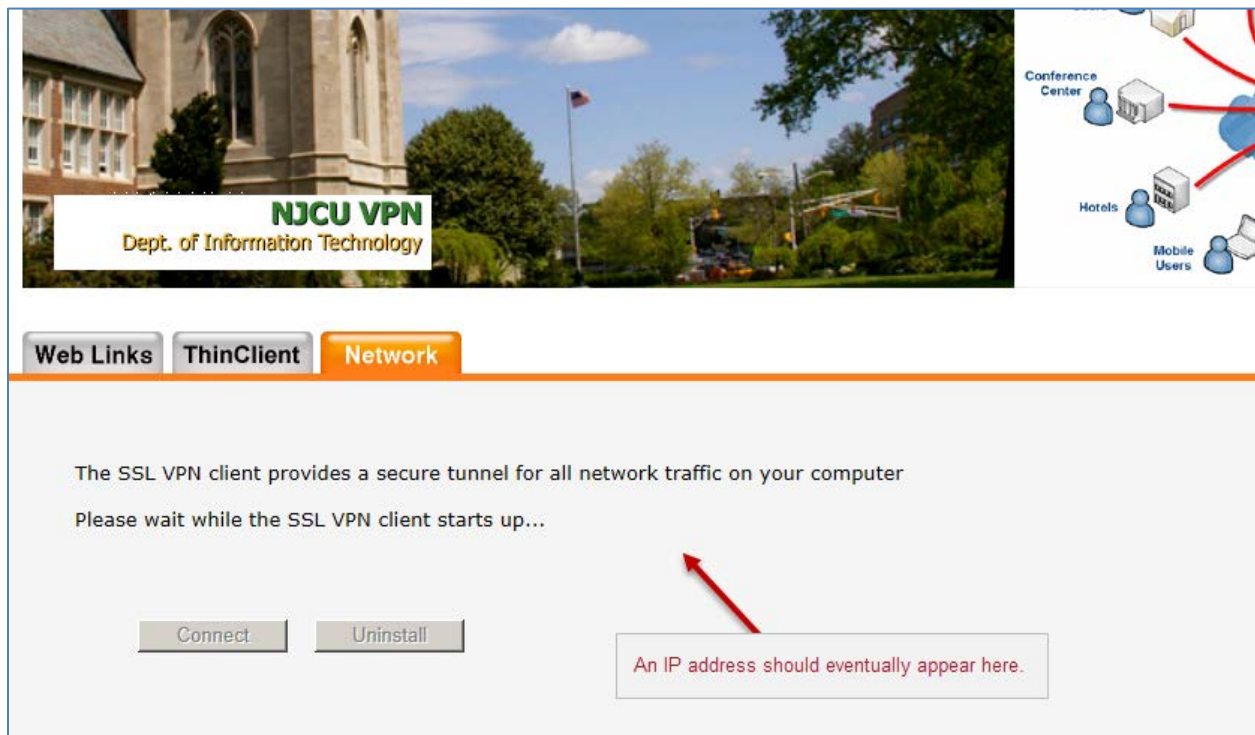 Conference
Center
Hotels
Mobile
Users
NJCU VPN
Dept. of Information Technology
Web Links
ThinClient
Network
The SSL VPN client provides a secure tunnel for all network traffic on your computer
Please wait while the SSL VPN client starts up...
Connect
Uninstall
An IP address should eventually appear here.